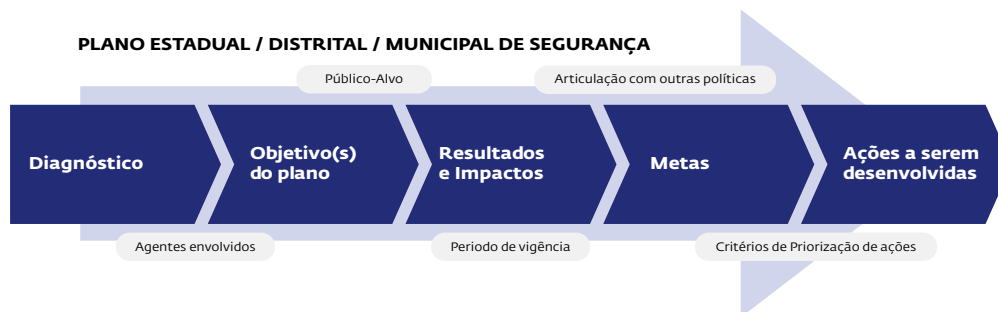 PLANO ESTADUAL / DISTRITAL / MUNICIPAL DE SEGURANÇA
Público-Alvo
Articulação com outras políticas
Diagnóstico
Objetivo(s)
do plano
Resultados
e Impactos
Metas
Ações a serem
desenvolvidas
Agentes envolvidos
Periodo de vigência
Critérios de Priorização de ações